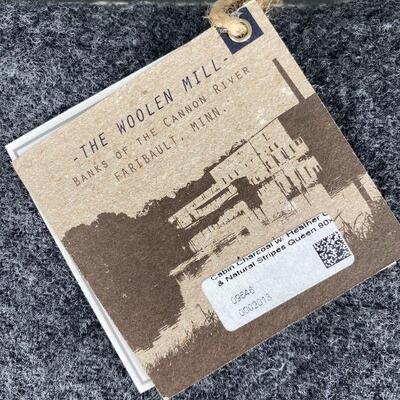 -THE WOOLEN MILL-
BANKS OF THE CANNON RIVER
FARIBAULT, MINN.
Cabin Charcoal w/ Heather
& Natural Stripes Queen 90x
09646
0002013